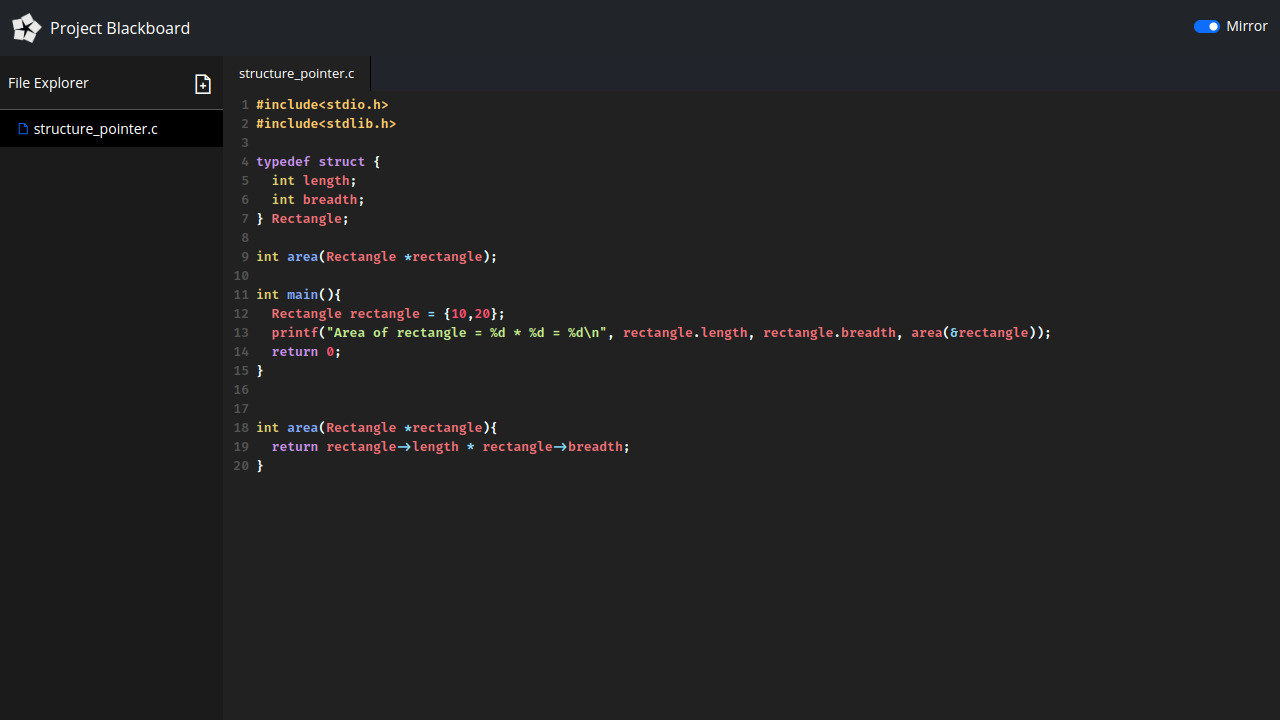 Project Blackboard
Mirror
File Explorer
structure_pointer.c
structure_pointer.c
1 #include<stdio.h>
2 #include<stdlib.h>
3
4 typedef struct {
5   int length;
6   int breadth;
7 } Rectangle;
8
9 int area(Rectangle *rectangle);
10
11 int main(){
12   Rectangle rectangle = {10,20};
13   printf("Area of rectangle = %d * %d = %d\n", rectangle.length, rectangle.breadth, area(&rectangle));
14   return 0;
15 }
16
17
18 int area(Rectangle *rectangle){
19   return rectangle->length * rectangle->breadth;
20 }